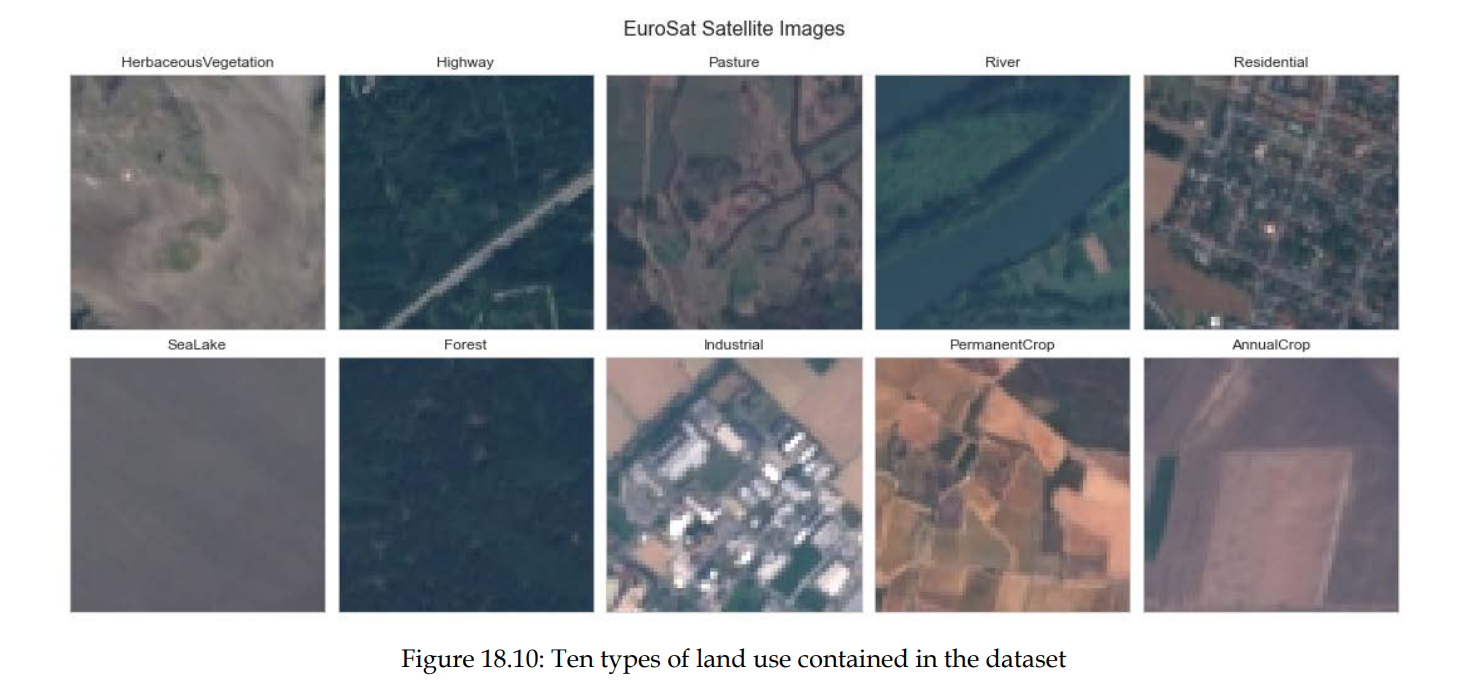 EuroSat Satellite Images
HerbaceousVegetation
Highway
Pasture
River
Residential
SeaLake
Forest
Industrial
PermanentCrop
AnnualCrop
Figure 18.10: Ten types of land use contained in the dataset